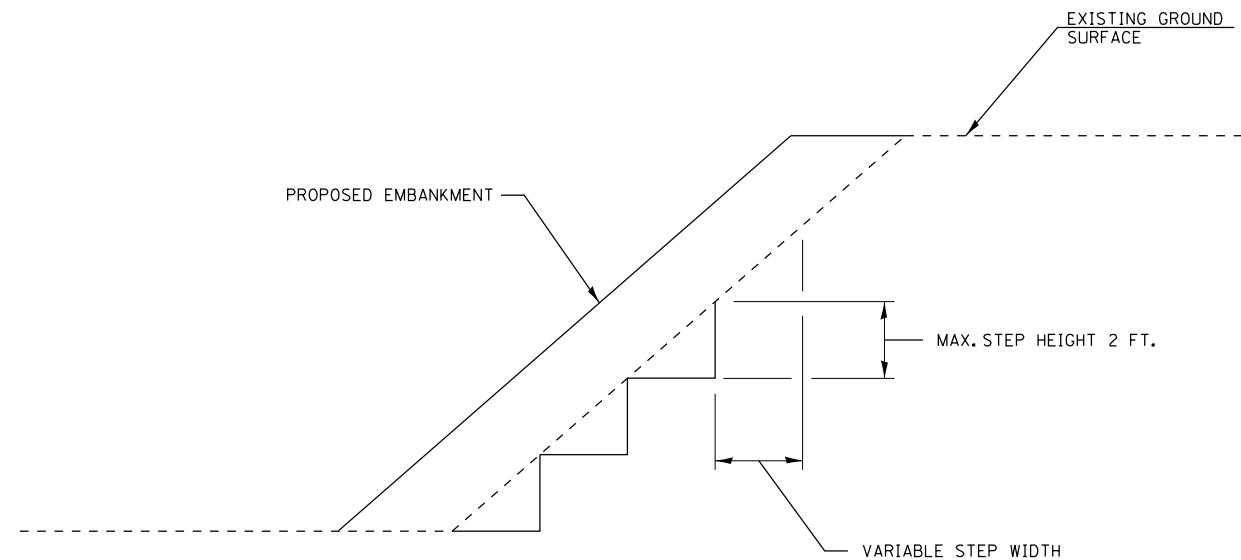 EXISTING GROUND
SURFACE
PROPOSED EMBANKMENT
MAX. STEP HEIGHT 2 FT.
VARIABLE STEP WIDTH